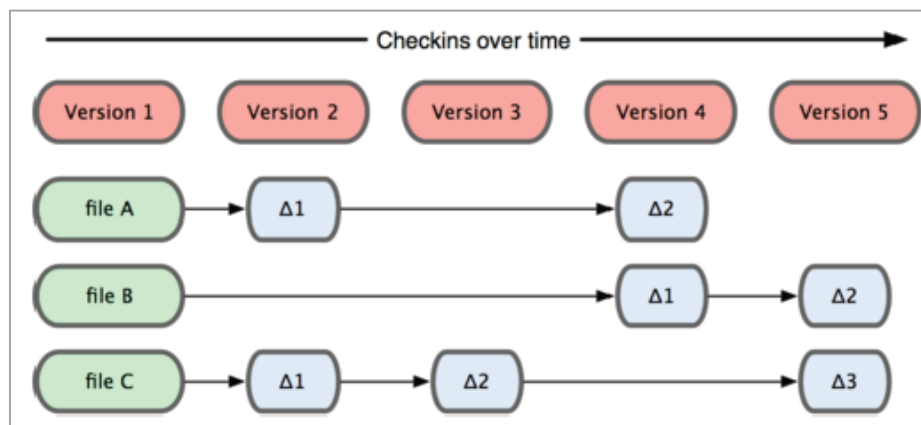 Checkins over time
Version 1 Version 2 Version 3 Version 4 Version 5
file A Δ1 Δ2
file B Δ1 Δ2
file C Δ1 Δ2 Δ3